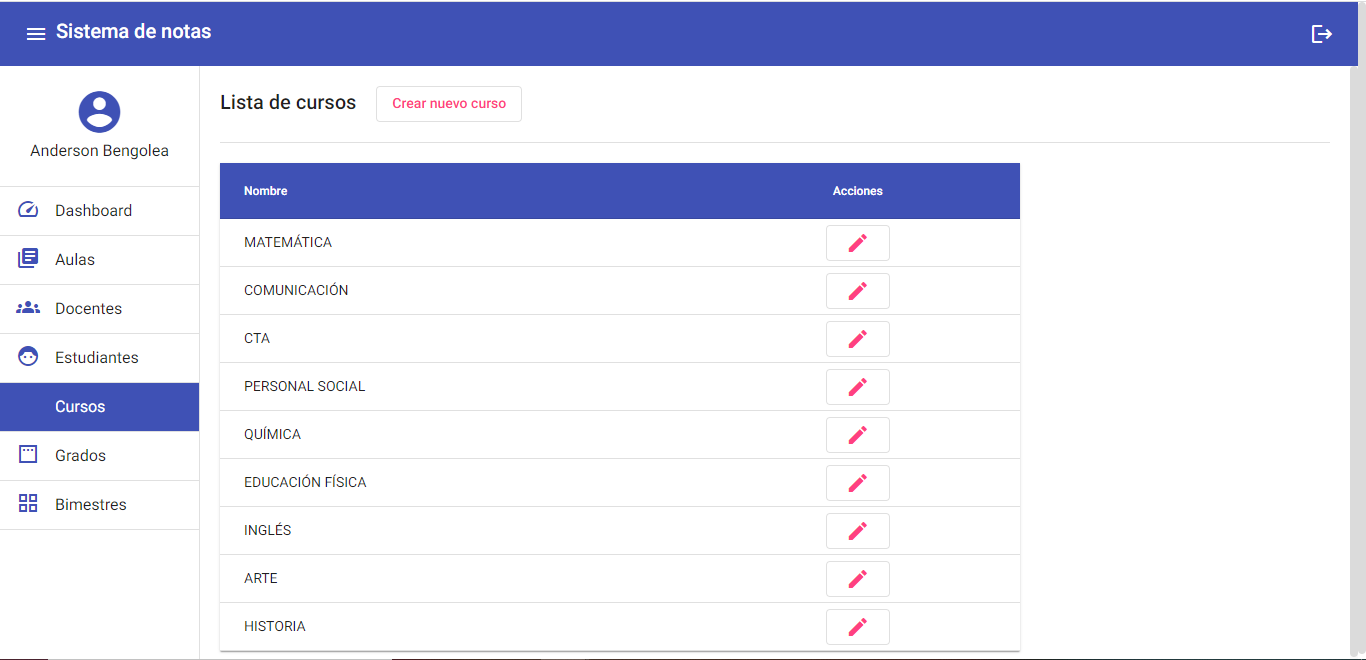 Sistema de notas
Anderson Bengolea
Dashboard
Aulas
Docentes
Estudiantes
Cursos
Grados
Bimestres
Lista de cursos
Crear nuevo curso
Nombre Acciones
MATEMÁTICA
COMUNICACIÓN
CTA
PERSONAL SOCIAL
QUÍMICA
EDUCACIÓN FÍSICA
INGLÉS
ARTE
HISTORIA